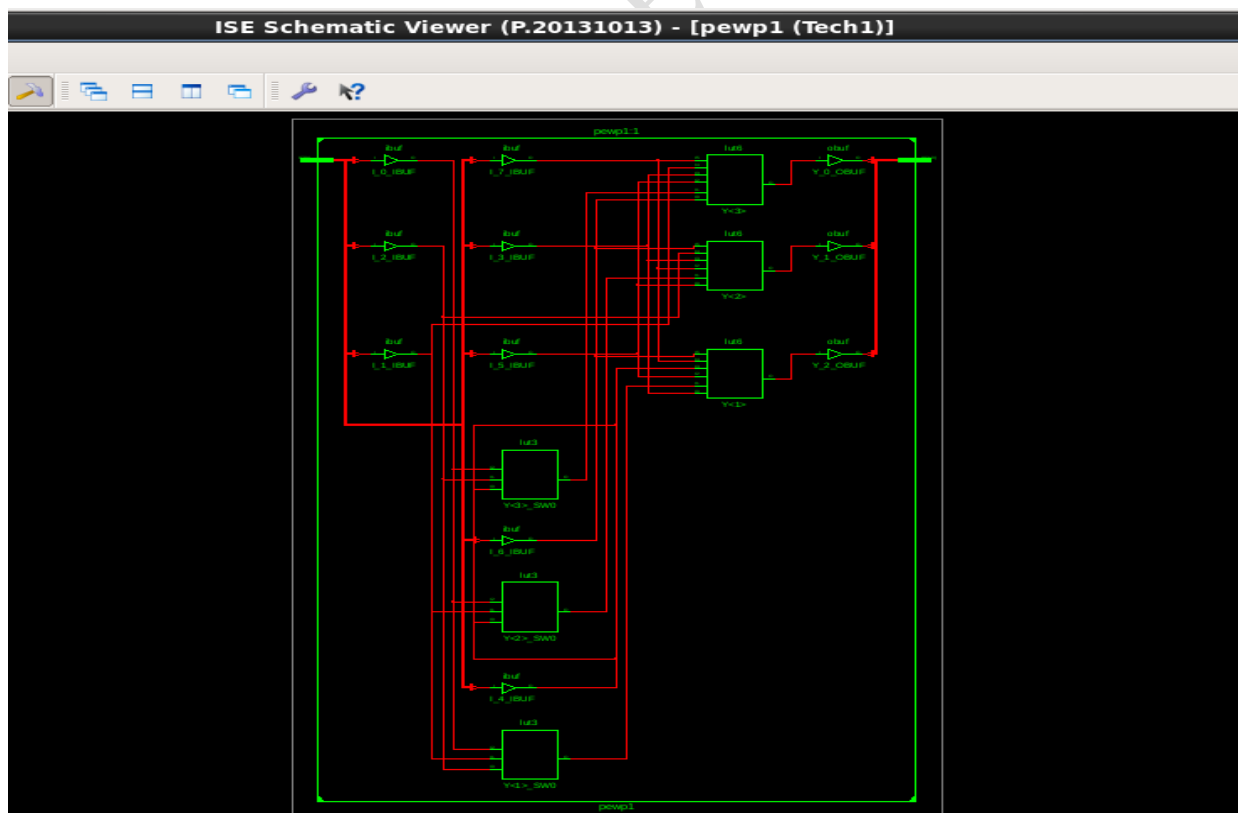 ISE Schematic Viewer (P.20131013) - [pewp1 (Tech1)]
pewp1:1
ibuf ibuf lut6 obuf
I_0_IBUF I_7_IBUF Y_0_OBUF
Y<3>
ibuf ibuf lut6 obuf
I_2_IBUF I_3_IBUF Y_1_OBUF
Y<2>
ibuf ibuf lut6 obuf
I_1_IBUF I_5_IBUF Y_2_OBUF
Y<1>
lut3
Y<3>_SW0
ibuf
I_6_IBUF
lut3
Y<2>_SW0
ibuf
I_4_IBUF
lut3
Y<1>_SW0
pewp1